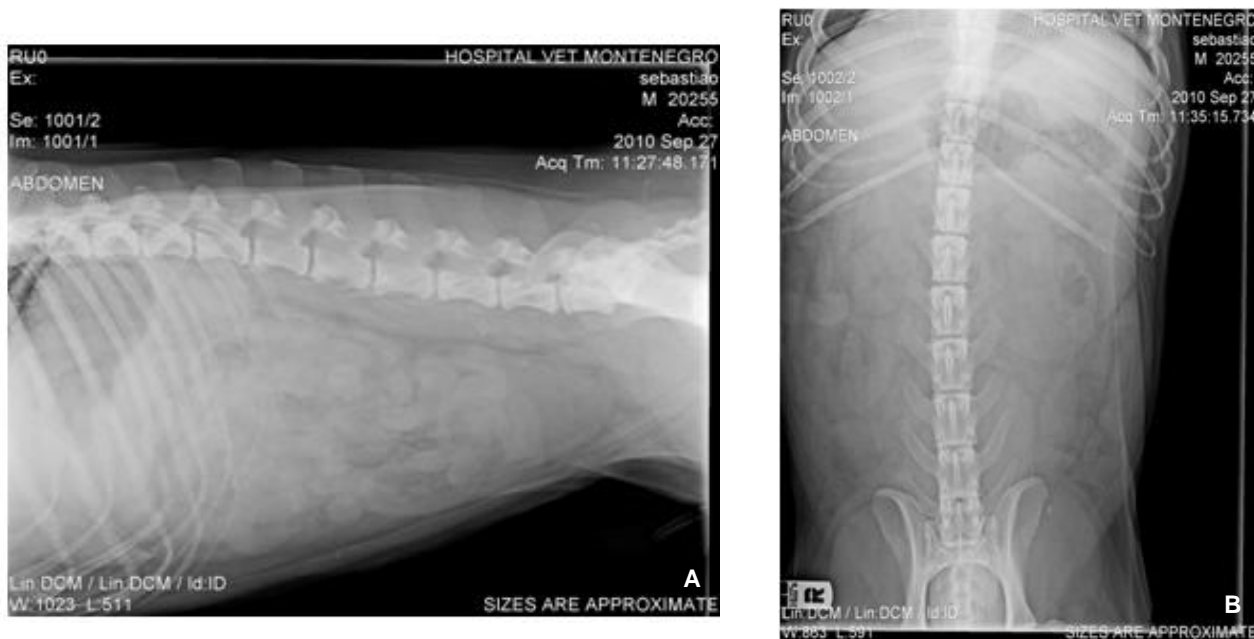 RU0
HOSPITAL VET MONTENEGRO
Ex:
sebastiao
M 20255
Se: 1001/2
Acc:
Im: 1001/1
2010 Sep 27
Acq Tm: 11:27:48.171
ABDOMEN
Lin:DCM / Lin:DCM / Id:ID
W:1023 L:511
SIZES ARE APPROXIMATE
A
RU0
HOSPITAL VET MONTENEGRO
Ex:
sebastiao
M 20255
Se: 1002/2
Acc:
Im: 1002/1
2010 Sep 27
Acq Tm: 11:35:15.734
ABDOMEN
R
Lin:DCM / Lin:DCM / Id:ID
W:863 L:591
SIZES ARE APPROXIMATE
B